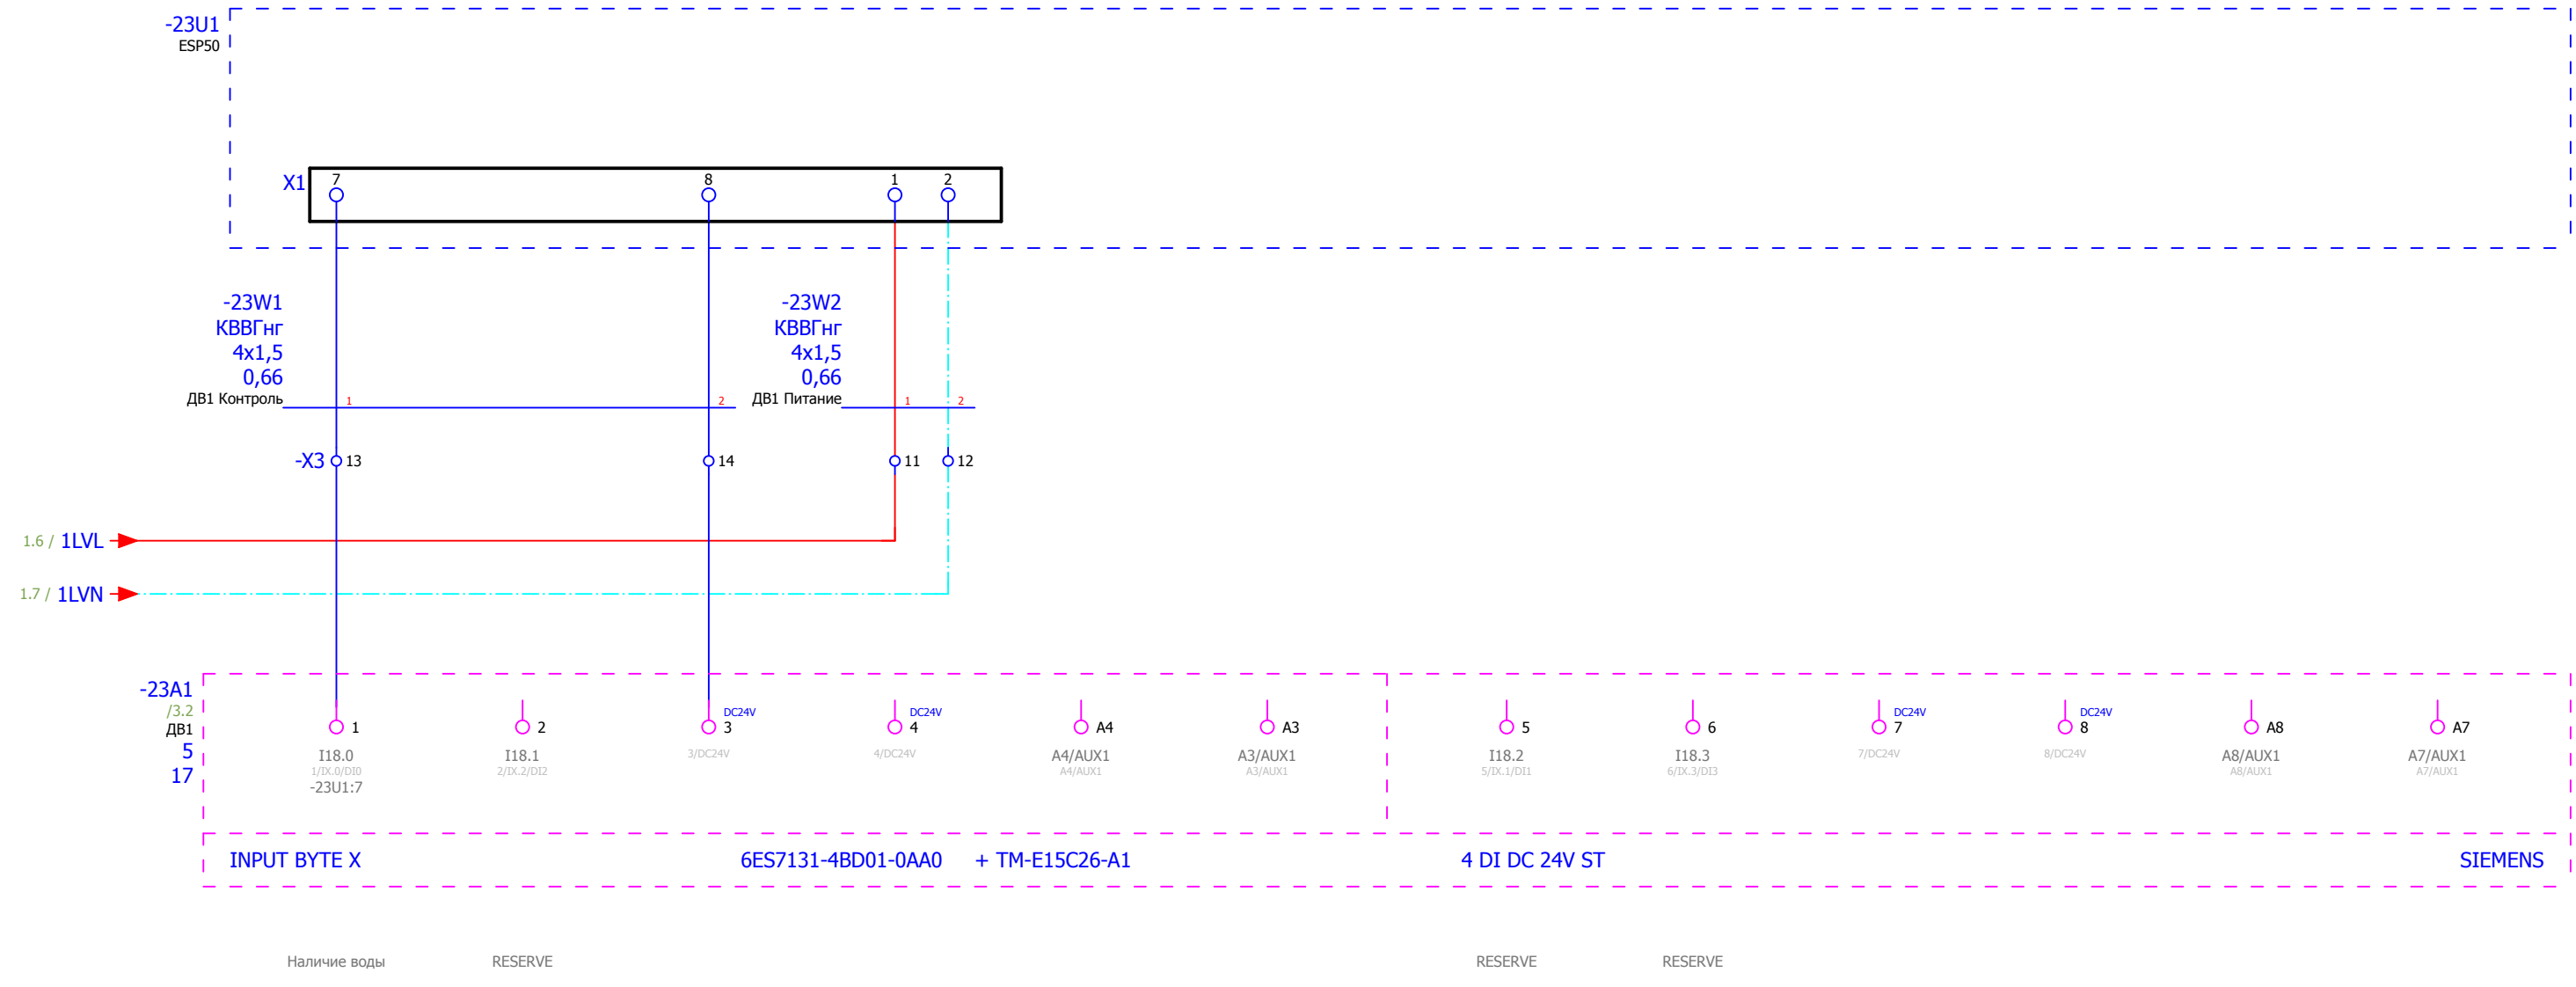 -23U1
ESP50
X1
7
8
1
2
-23W1
КВВГнг
4x1,5
0,66
ДВ1 Контроль
1
2
-23W2
КВВГнг
4x1,5
0,66
ДВ1 Питание
1
2
-X3
13
14
11
12
1.6 / 1LVL
1.7 / 1LVN
-23A1
/3.2
ДВ1
5
17
1
I18.0
1/IX.0/DI0
-23U1:7
2
I18.1
2/IX.2/DI2
DC24V
3
3/DC24V
DC24V
4
4/DC24V
A4
A4/AUX1
A4/AUX1
A3
A3/AUX1
A3/AUX1
5
I18.2
5/IX.1/DI1
6
I18.3
6/IX.3/DI3
DC24V
7
7/DC24V
DC24V
8
8/DC24V
A8
A8/AUX1
A8/AUX1
A7
A7/AUX1
A7/AUX1
INPUT BYTE X
6ES7131-4BD01-0AA0 + TM-E15C26-A1
4 DI DC 24V ST
SIEMENS
Наличие воды
RESERVE
RESERVE
RESERVE